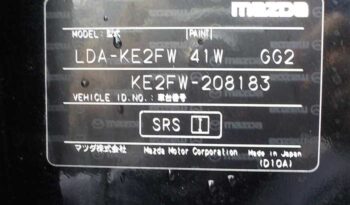 mazda
MODEL: 型式 PAINT:
LDA-KE2FW 41W GG2
KE2FW-208183
VEHICLE ID.NO.: 車台番号
SRS I
マツダ株式会社 Mazda Motor Corporation Made in Japan
(D10A)